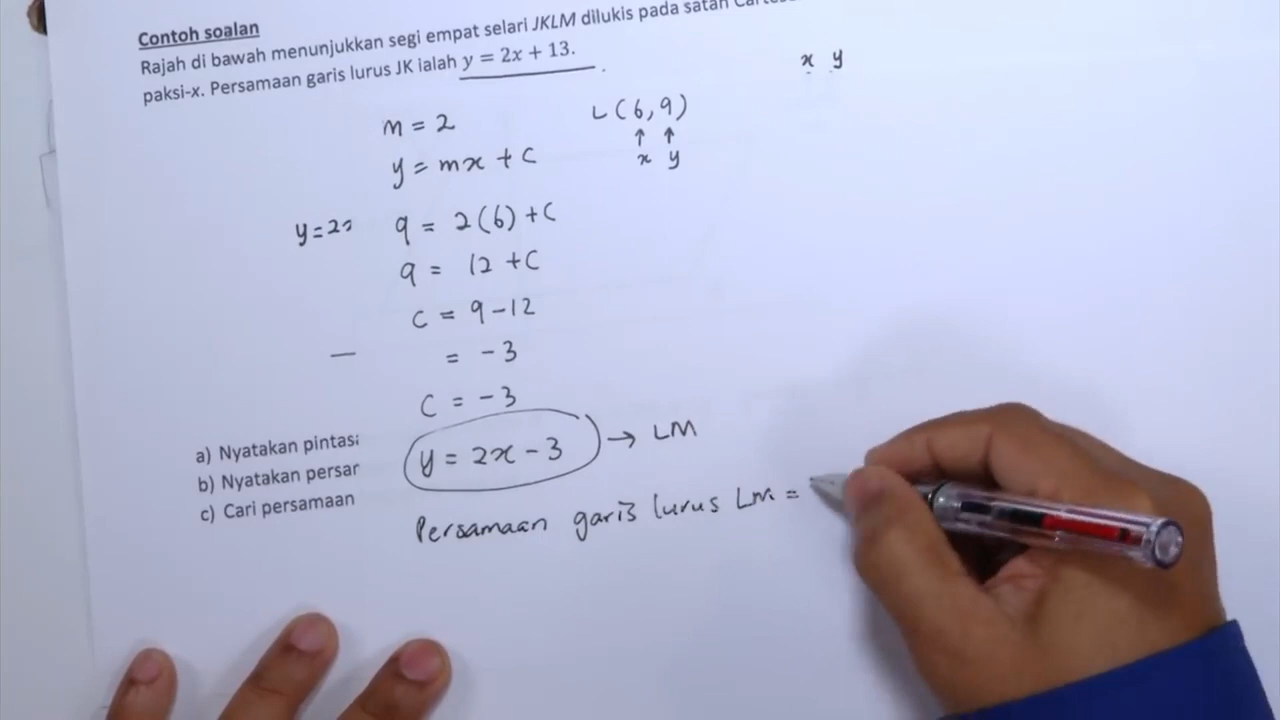 Contoh soalan
Rajah di bawah menunjukkan segi empat selari JKLM dilukis pada satah
paksi-x. Persamaan garis lurus JK ialah y = 2x + 13.
x y
m = 2
L(6,9)
↑ ↑
x y
y = mx + c
y=2
9 = 2(6) + c
9 = 12 + c
c = 9 - 12
— = -3
c = -3
y = 2x - 3 → LM
a) Nyatakan
b) Nyatakan
c) Cari persamaan
Persamaan garis lurus LM =